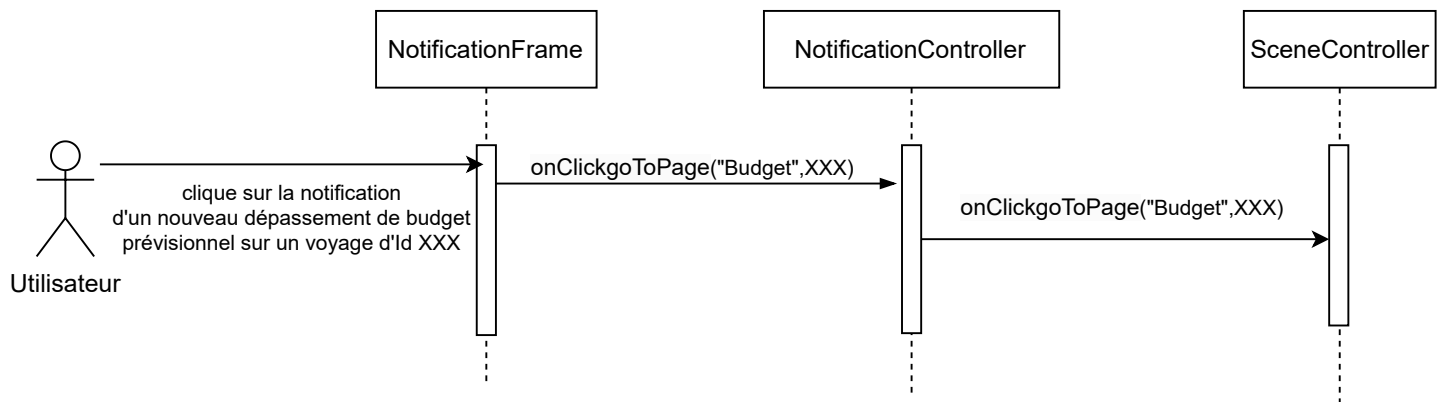 NotificationFrame
NotificationController
SceneController
onClickgoToPage("Budget",XXX)
clique sur la notification
d'un nouveau dépassement de budget
prévisionnel sur un voyage d'Id XXX
onClickgoToPage("Budget",XXX)
Utilisateur